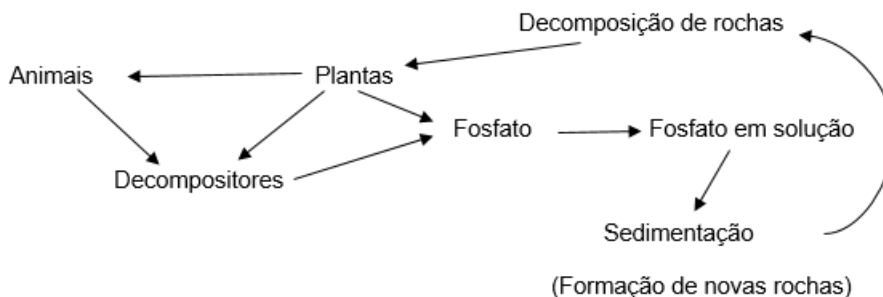 Decomposição de rochas
Animais
Plantas
Fosfato
Fosfato em solução
Decompositores
Sedimentação
(Formação de novas rochas)